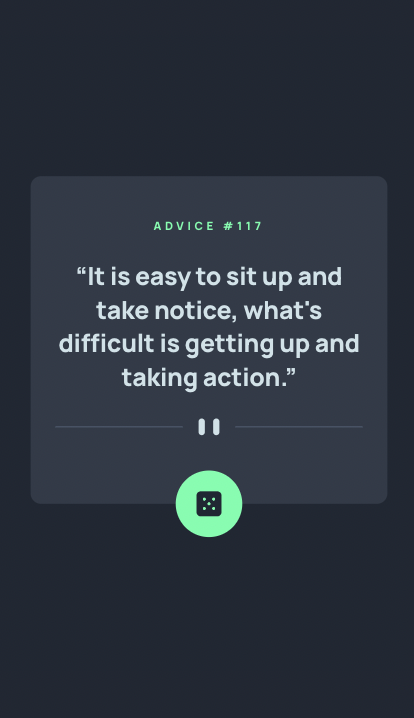 ADVICE #117
“It is easy to sit up and
take notice, what's
difficult is getting up and
taking action.”